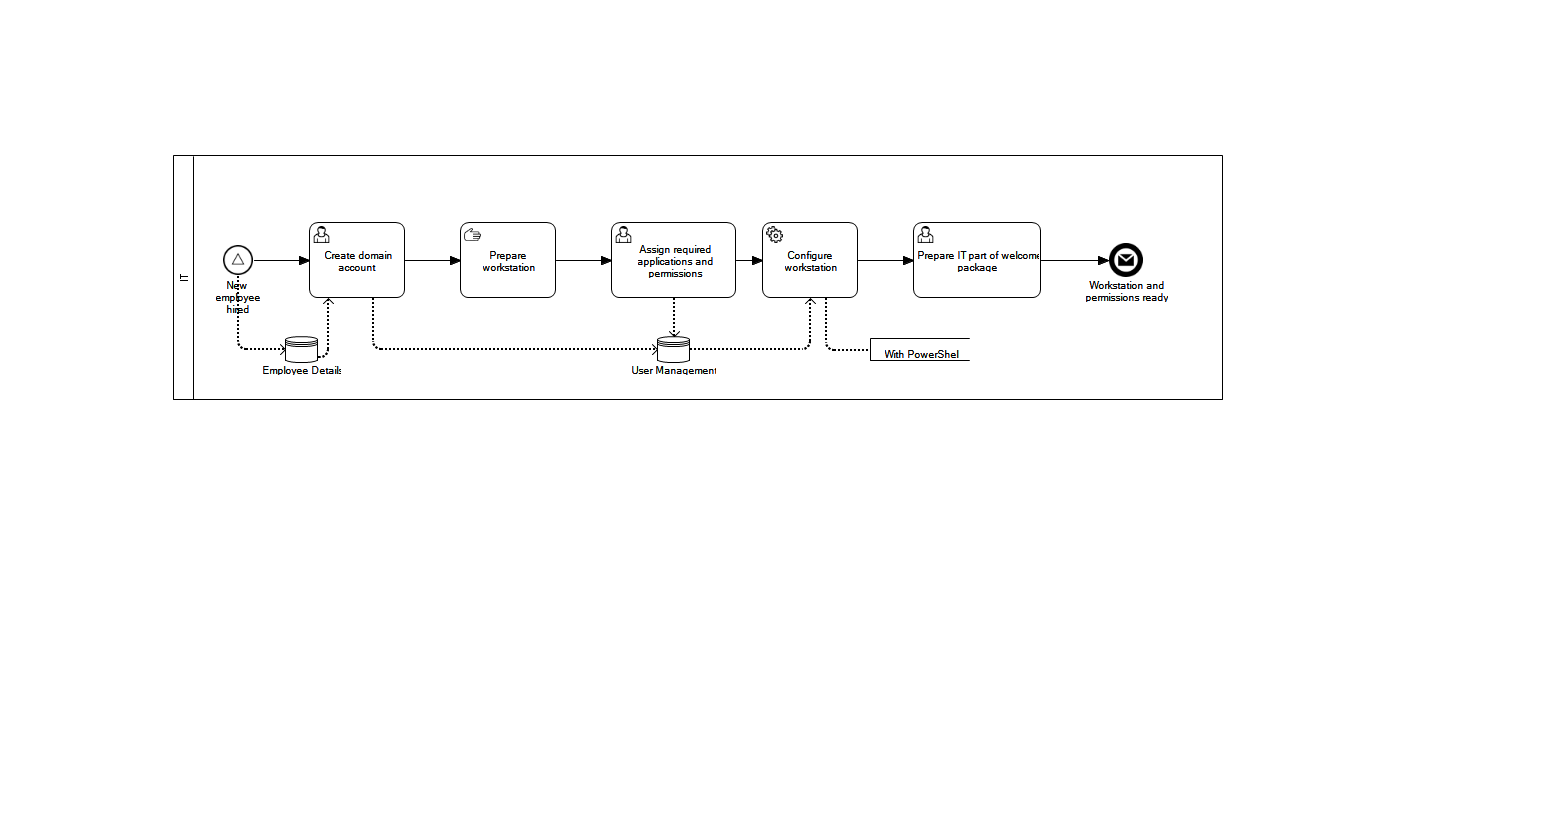 IT
New
employee
hired
Create domain
account
Prepare
workstation
Assign required
applications and
permissions
Configure
workstation
Prepare IT part of welcome
package
Workstation and
permissions ready
Employee Details
User Management
With PowerShel